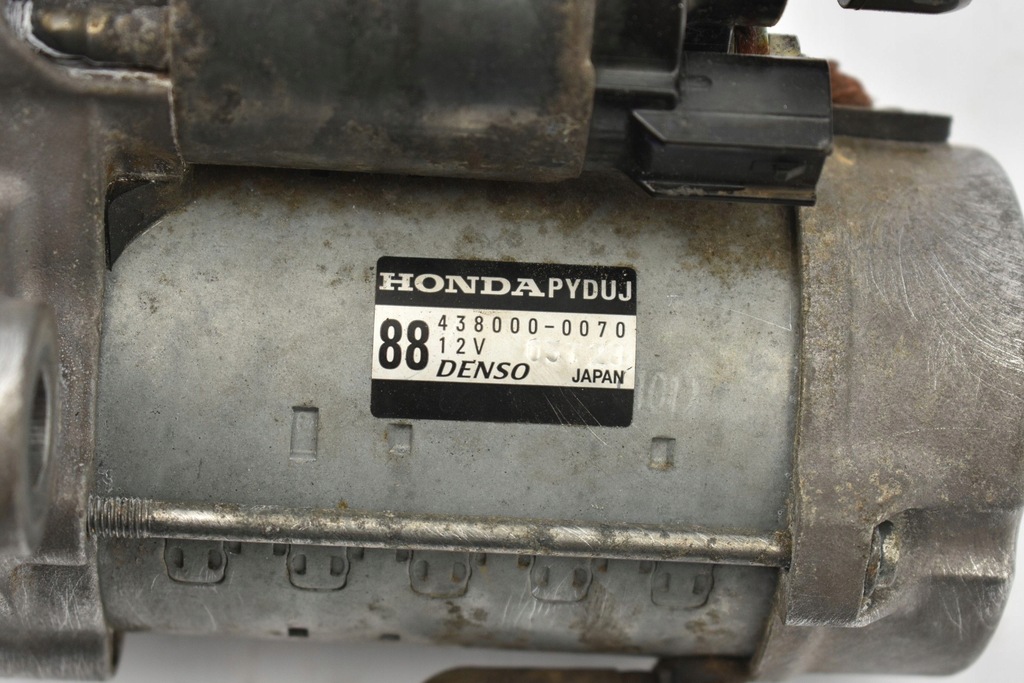 HONDA PYDUJ
88 438000-0070
12V
DENSO JAPAN